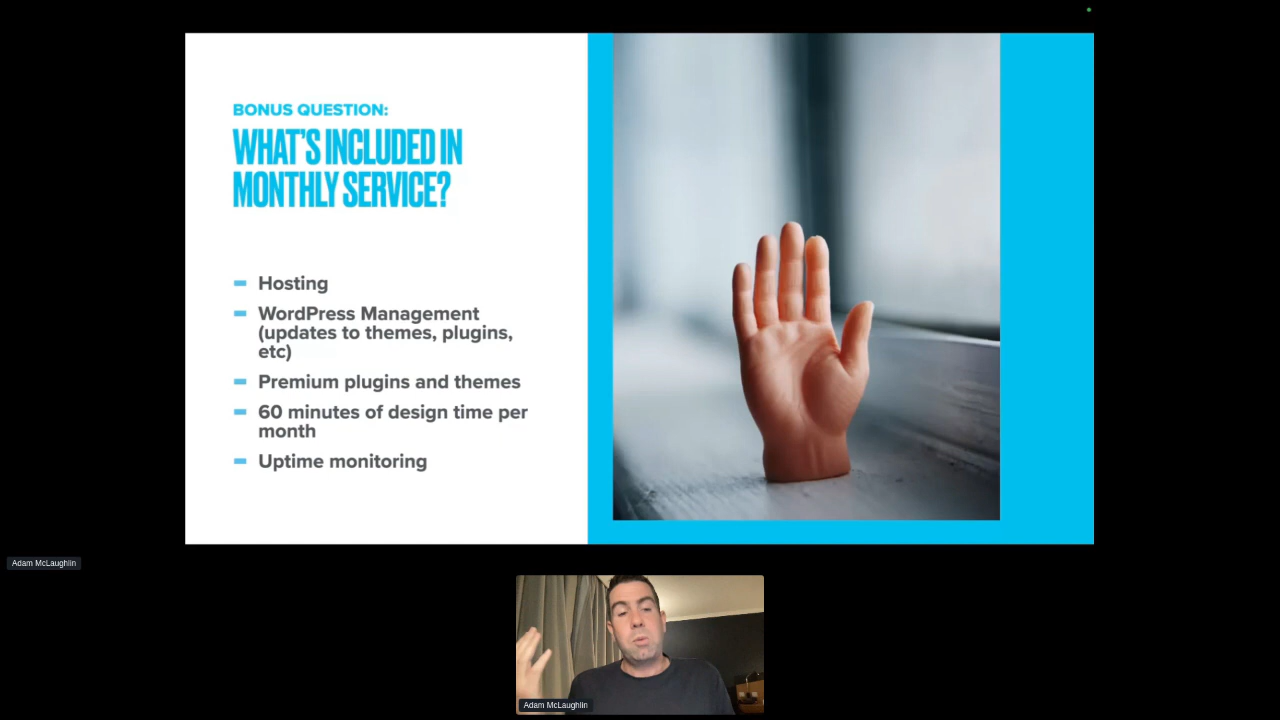 BONUS QUESTION:
WHAT'S INCLUDED IN
MONTHLY SERVICE?
Hosting
WordPress Management
(updates to themes, plugins,
etc)
Premium plugins and themes
60 minutes of design time per
month
Uptime monitoring
Adam McLaughlin
Adam McLaughlin